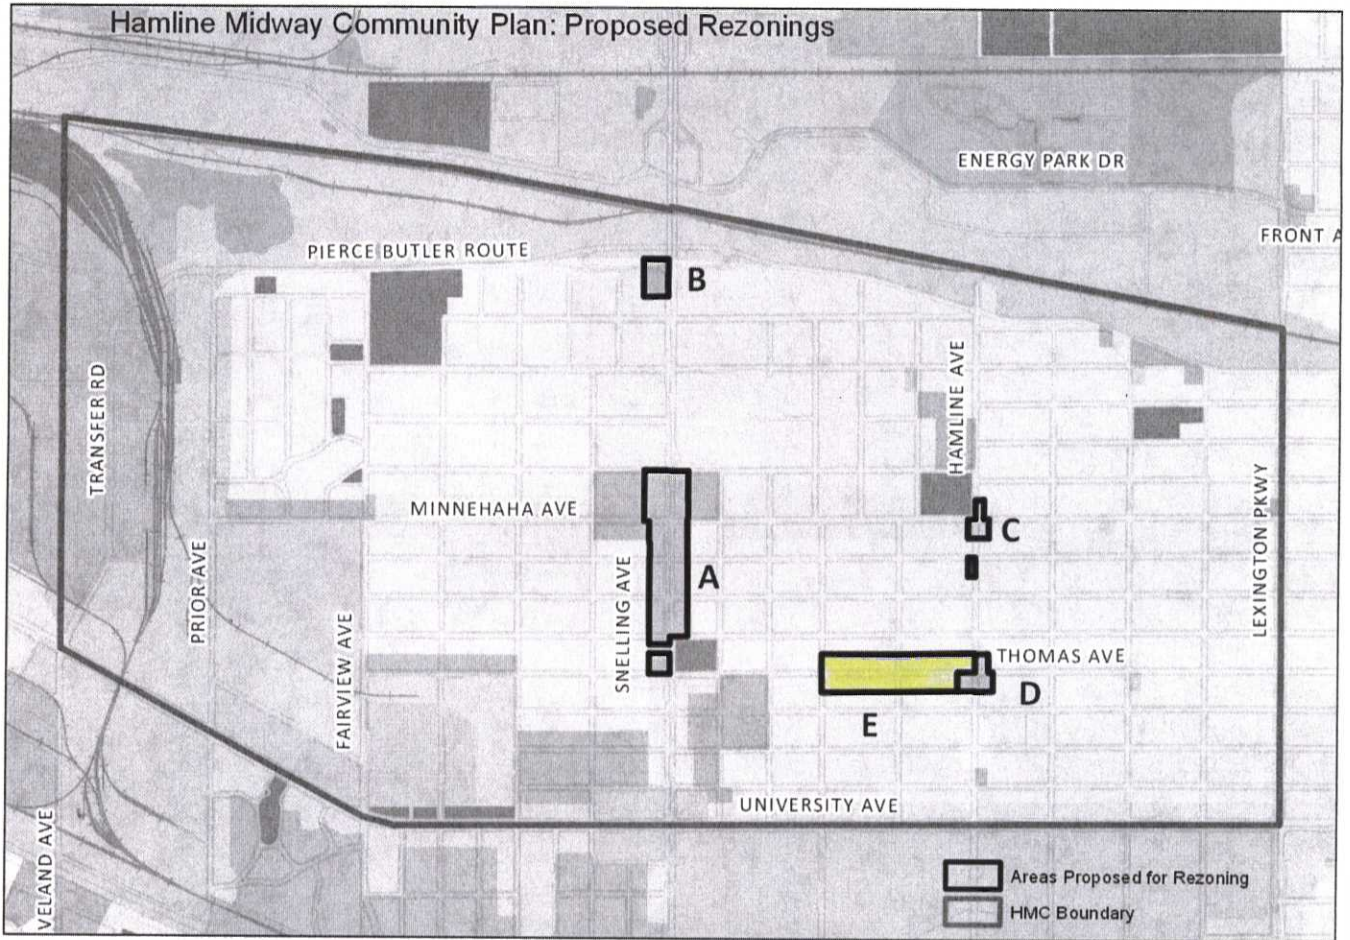 Hamline Midway Community Plan: Proposed Rezonings
ENERGY PARK DR
FRONT A
PIERCE BUTLER ROUTE
B
HAMLINE AVE
TRANSFER RD
MINNEHAHA AVE
LEXINGTON PKWY
C
PRIOR AVE
SNELLING AVE
A
FAIRVIEW AVE
THOMAS AVE
D
E
UNIVERSITY AVE
VELAND AVE
Areas Proposed for Rezoning
HMC Boundary